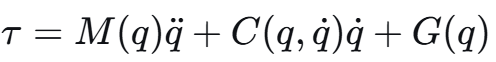 τ = M(q)q̈ + C(q, q̇)q̇ + G(q)